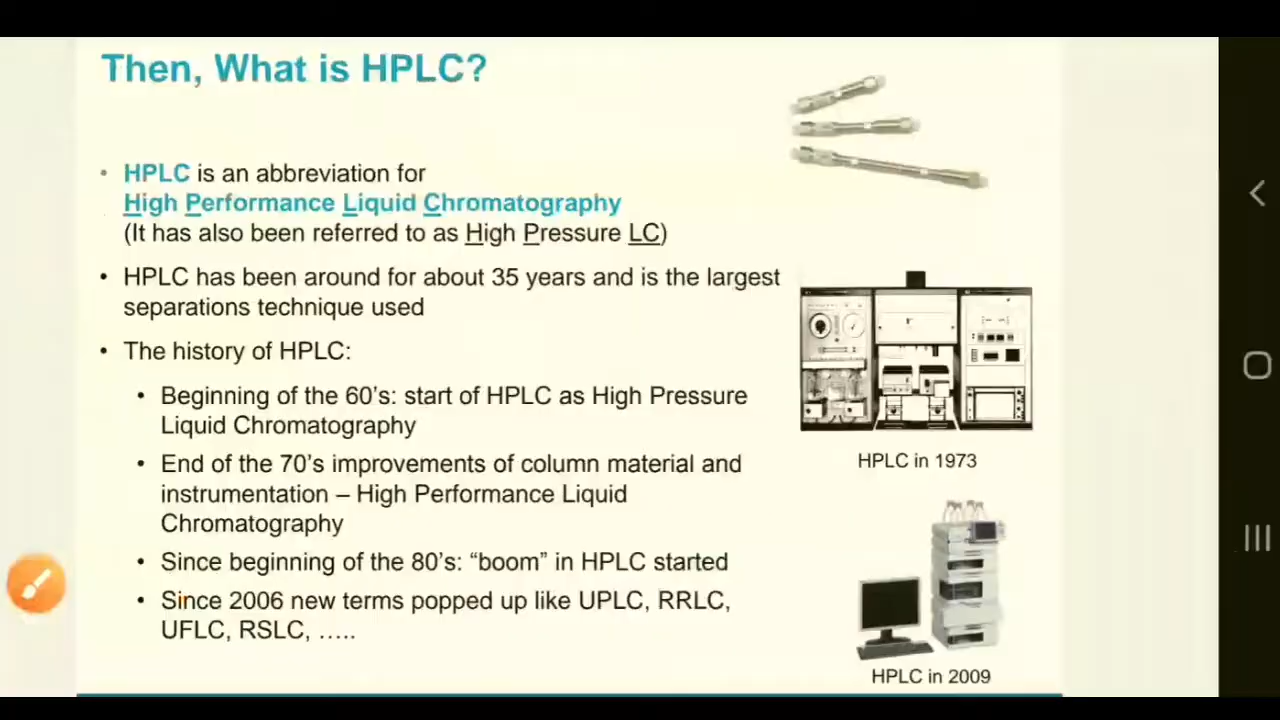 Then, What is HPLC?
• HPLC is an abbreviation for
High Performance Liquid Chromatography
(It has also been referred to as High Pressure LC)
• HPLC has been around for about 35 years and is the largest
separations technique used
• The history of HPLC:
• Beginning of the 60's: start of HPLC as High Pressure
Liquid Chromatography
• End of the 70's improvements of column material and
instrumentation – High Performance Liquid
Chromatography
• Since beginning of the 80's: “boom” in HPLC started
• Since 2006 new terms popped up like UPLC, RRLC,
UFLC, RSLC, …..
HPLC in 1973
HPLC in 2009